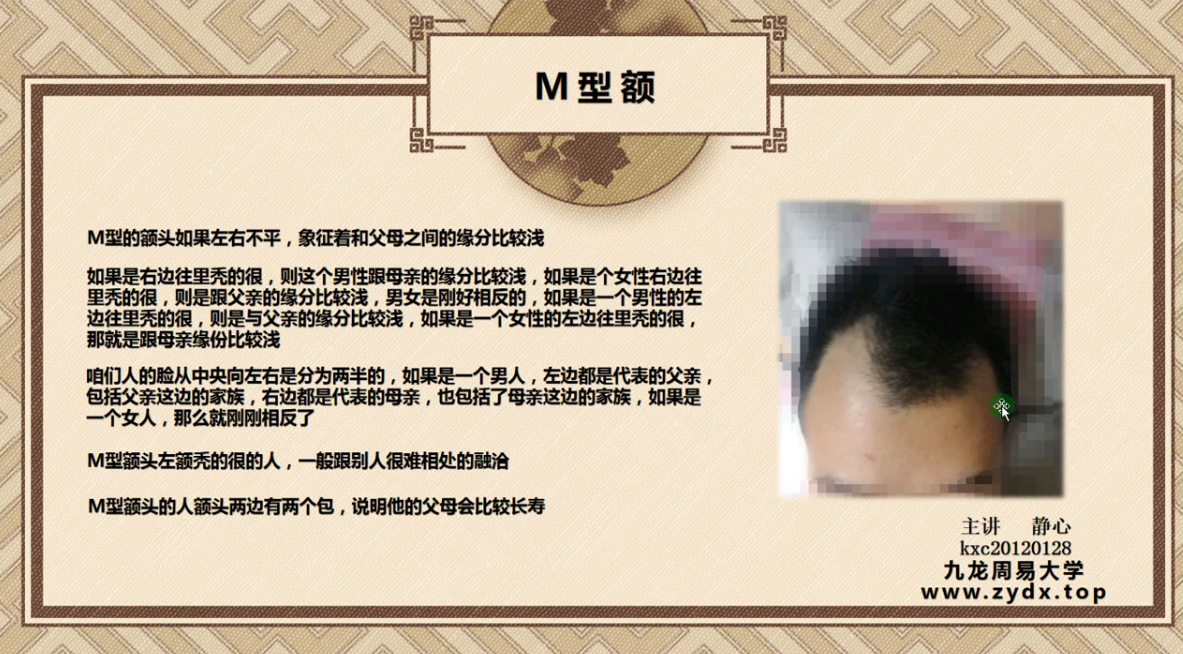 M型额
M型的额头如果左右不平，象征着和父母之间的缘分比较浅
如果是右边往里秃的很，则这个男性跟母亲的缘分比较浅，如果是个女性右边往
里秃的很，则是跟父亲的缘分比较浅，男女是刚好相反的，如果是一个男性的左
边往里秃的很，则是与父亲的缘分比较浅，如果是一个女性的左边往里秃的很，
那就是跟母亲缘份比较浅
咱们人的脸从中央向左右是分为两半的，如果是一个男人，左边都是代表的父亲，
包括父亲这边的家族，右边都是代表的母亲，也包括了母亲这边的家族，如果是
一个女人，那么就刚刚相反了
M型额头左额秃的很的人，一般跟别人很难相处的融洽
M型额头的人额头两边有两个包，说明他的父母会比较长寿
主讲 静心
kxc20120128
九龙周易大学
www.zydx.top